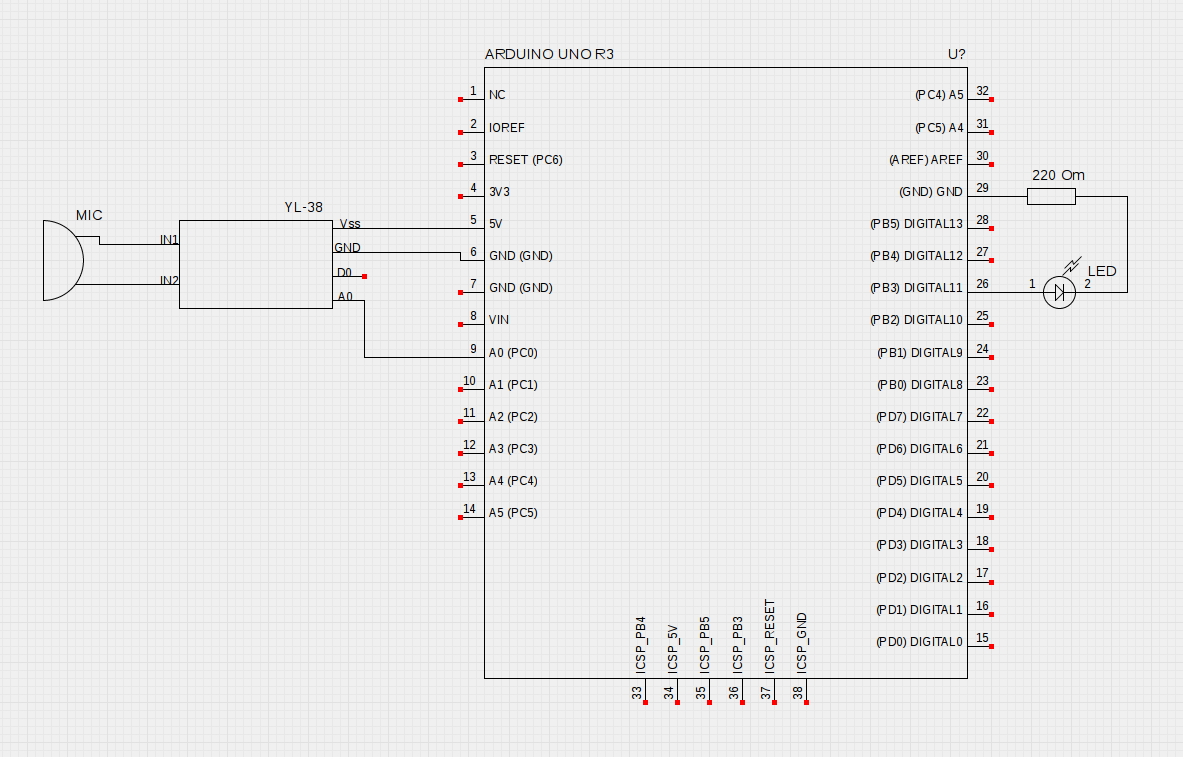 ARDUINO UNO R3 U?
1 NC
2 IOREF
3 RESET (PC6)
4 3V3
5 5V
6 GND (GND)
7 GND (GND)
8 VIN
9 A0 (PC0)
10 A1 (PC1)
11 A2 (PC2)
12 A3 (PC3)
13 A4 (PC4)
14 A5 (PC5)
(PC4) A5 32
(PC5) A4 31
(AREF) AREF 30
(GND) GND 29
(PB5) DIGITAL13 28
(PB4) DIGITAL12 27
(PB3) DIGITAL11 26
(PB2) DIGITAL10 25
(PB1) DIGITAL9 24
(PB0) DIGITAL8 23
(PD7) DIGITAL7 22
(PD6) DIGITAL6 21
(PD5) DIGITAL5 20
(PD4) DIGITAL4 19
(PD3) DIGITAL3 18
(PD2) DIGITAL2 17
(PD1) DIGITAL1 16
(PD0) DIGITAL0 15
33 ICSP_PB4
34 ICSP_5V
35 ICSP_PB5
36 ICSP_PB3
37 ICSP_RESET
38 ICSP_GND
MIC
YL-38
IN1
IN2
Vss
GND
D0
A0
220 Om
LED
1 2